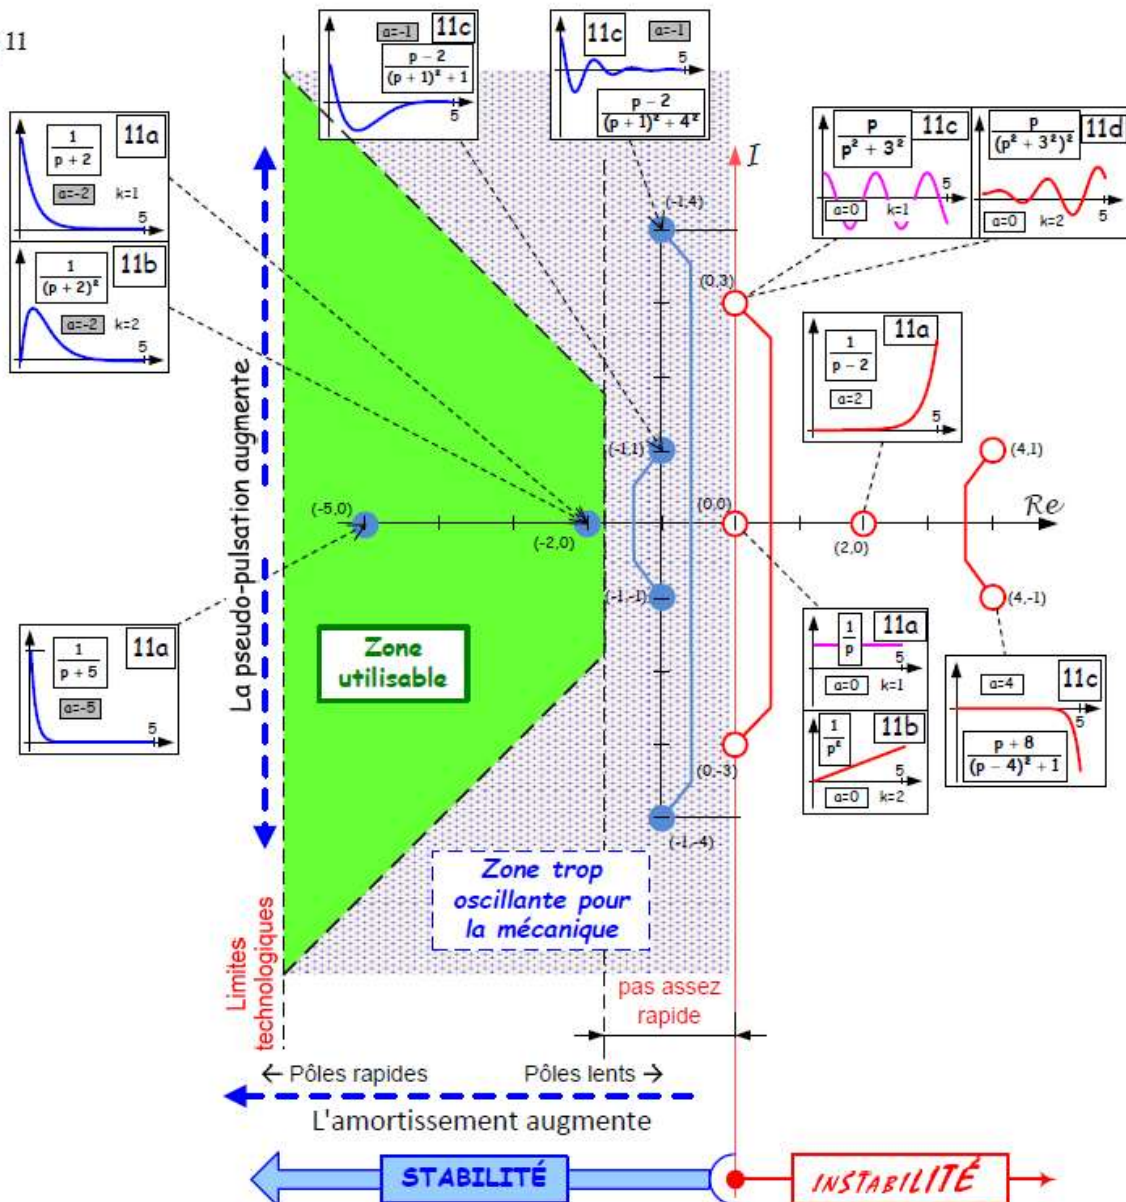 11
a=-1 11c
p – 2
(p + 1)² + 1
5
11c a=-1
5
p – 2
(p + 1)² + 4²
1
p + 2
11a
a=-2 k=1
5
1
(p + 2)²
11b
a=-2 k=2
5
I
p
p² + 3²
11c
5
a=0 k=1
p
(p² + 3²)²
11d
a=0 k=2
5
(-1,4)
(0,3)
1
p – 2
11a
a=2
5
La pseudo-pulsation augmente
(-1,1)
(4,1)
(-5,0)
(-2,0)
(0,0)
(2,0)
Re
(-1,-1)
(4,-1)
1
p + 5
11a
a=-5
5
Zone
utilisable
1
p
11a
5
a=0 k=1
1
p²
11b
5
a=0 k=2
a=4 11c
5
p + 8
(p – 4)² + 1
(0,-3)
(-1,-4)
Zone trop
oscillante pour
la mécanique
Limites
technologiques
pas assez
rapide
← Pôles rapides Pôles lents →
L'amortissement augmente
STABILITÉ
INSTABILITÉ